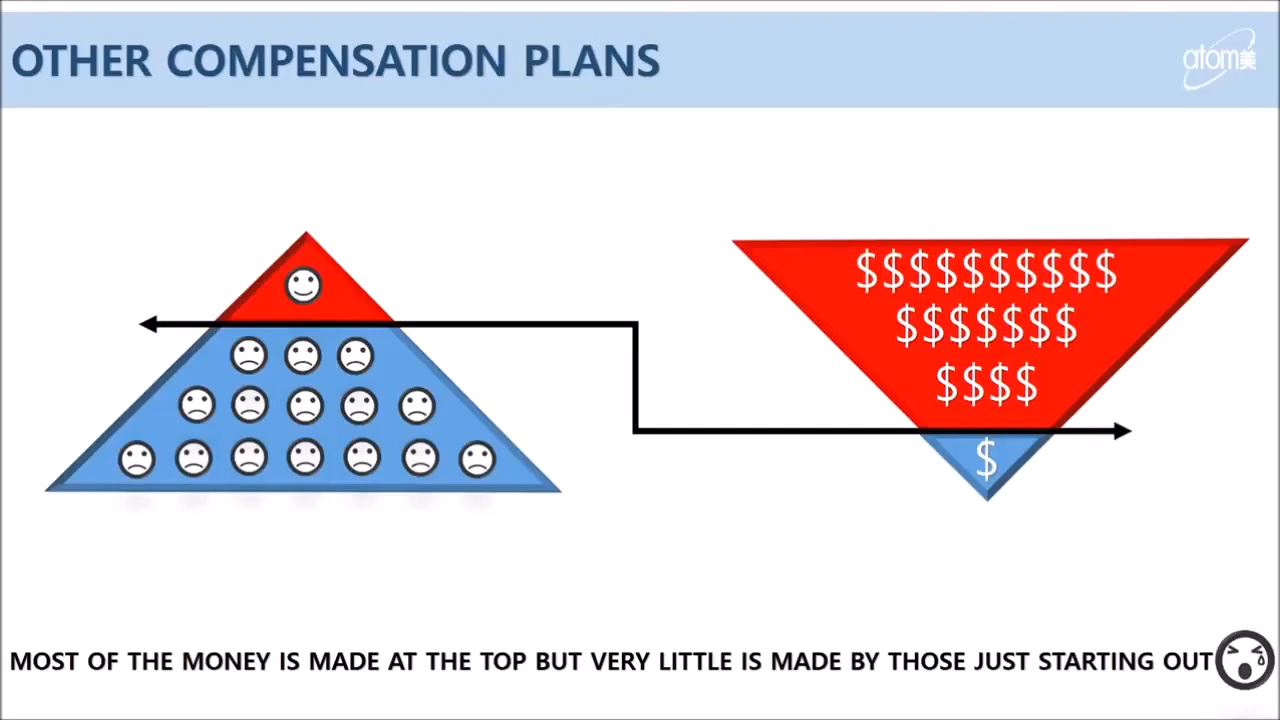 OTHER COMPENSATION PLANS
atom美
$$$$$$$$$$
$$$$$$$
$$$$
$
MOST OF THE MONEY IS MADE AT THE TOP BUT VERY LITTLE IS MADE BY THOSE JUST STARTING OUT